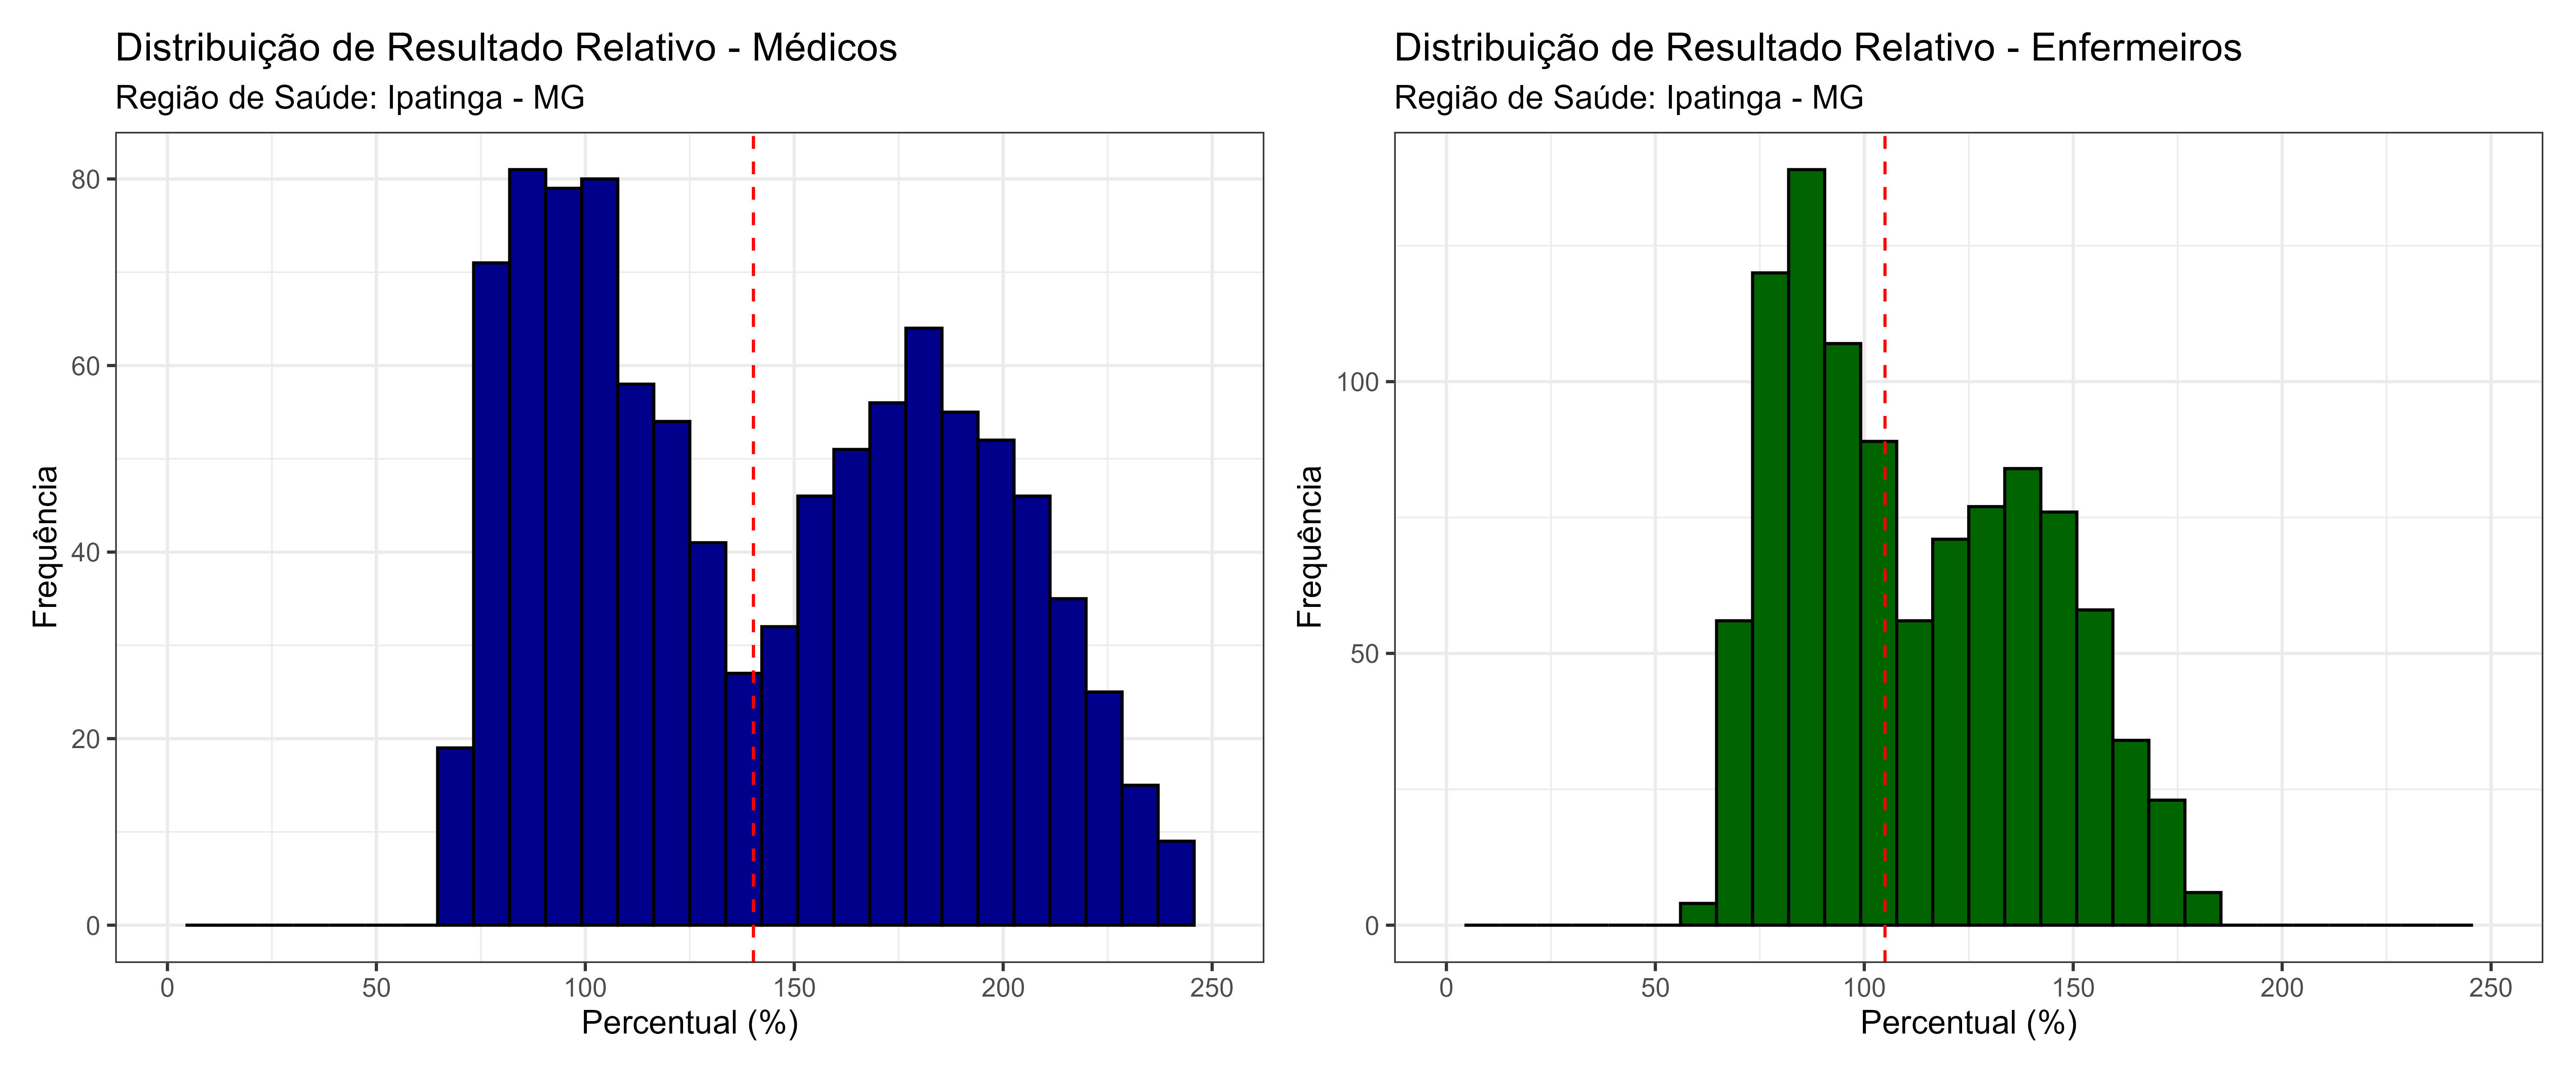 Distribuição de Resultado Relativo - Médicos
Região de Saúde: Ipatinga - MG
Frequência
80
60
40
20
0
0 50 100 150 200 250
Percentual (%)
Distribuição de Resultado Relativo - Enfermeiros
Região de Saúde: Ipatinga - MG
Frequência
100
50
0
0 50 100 150 200 250
Percentual (%)